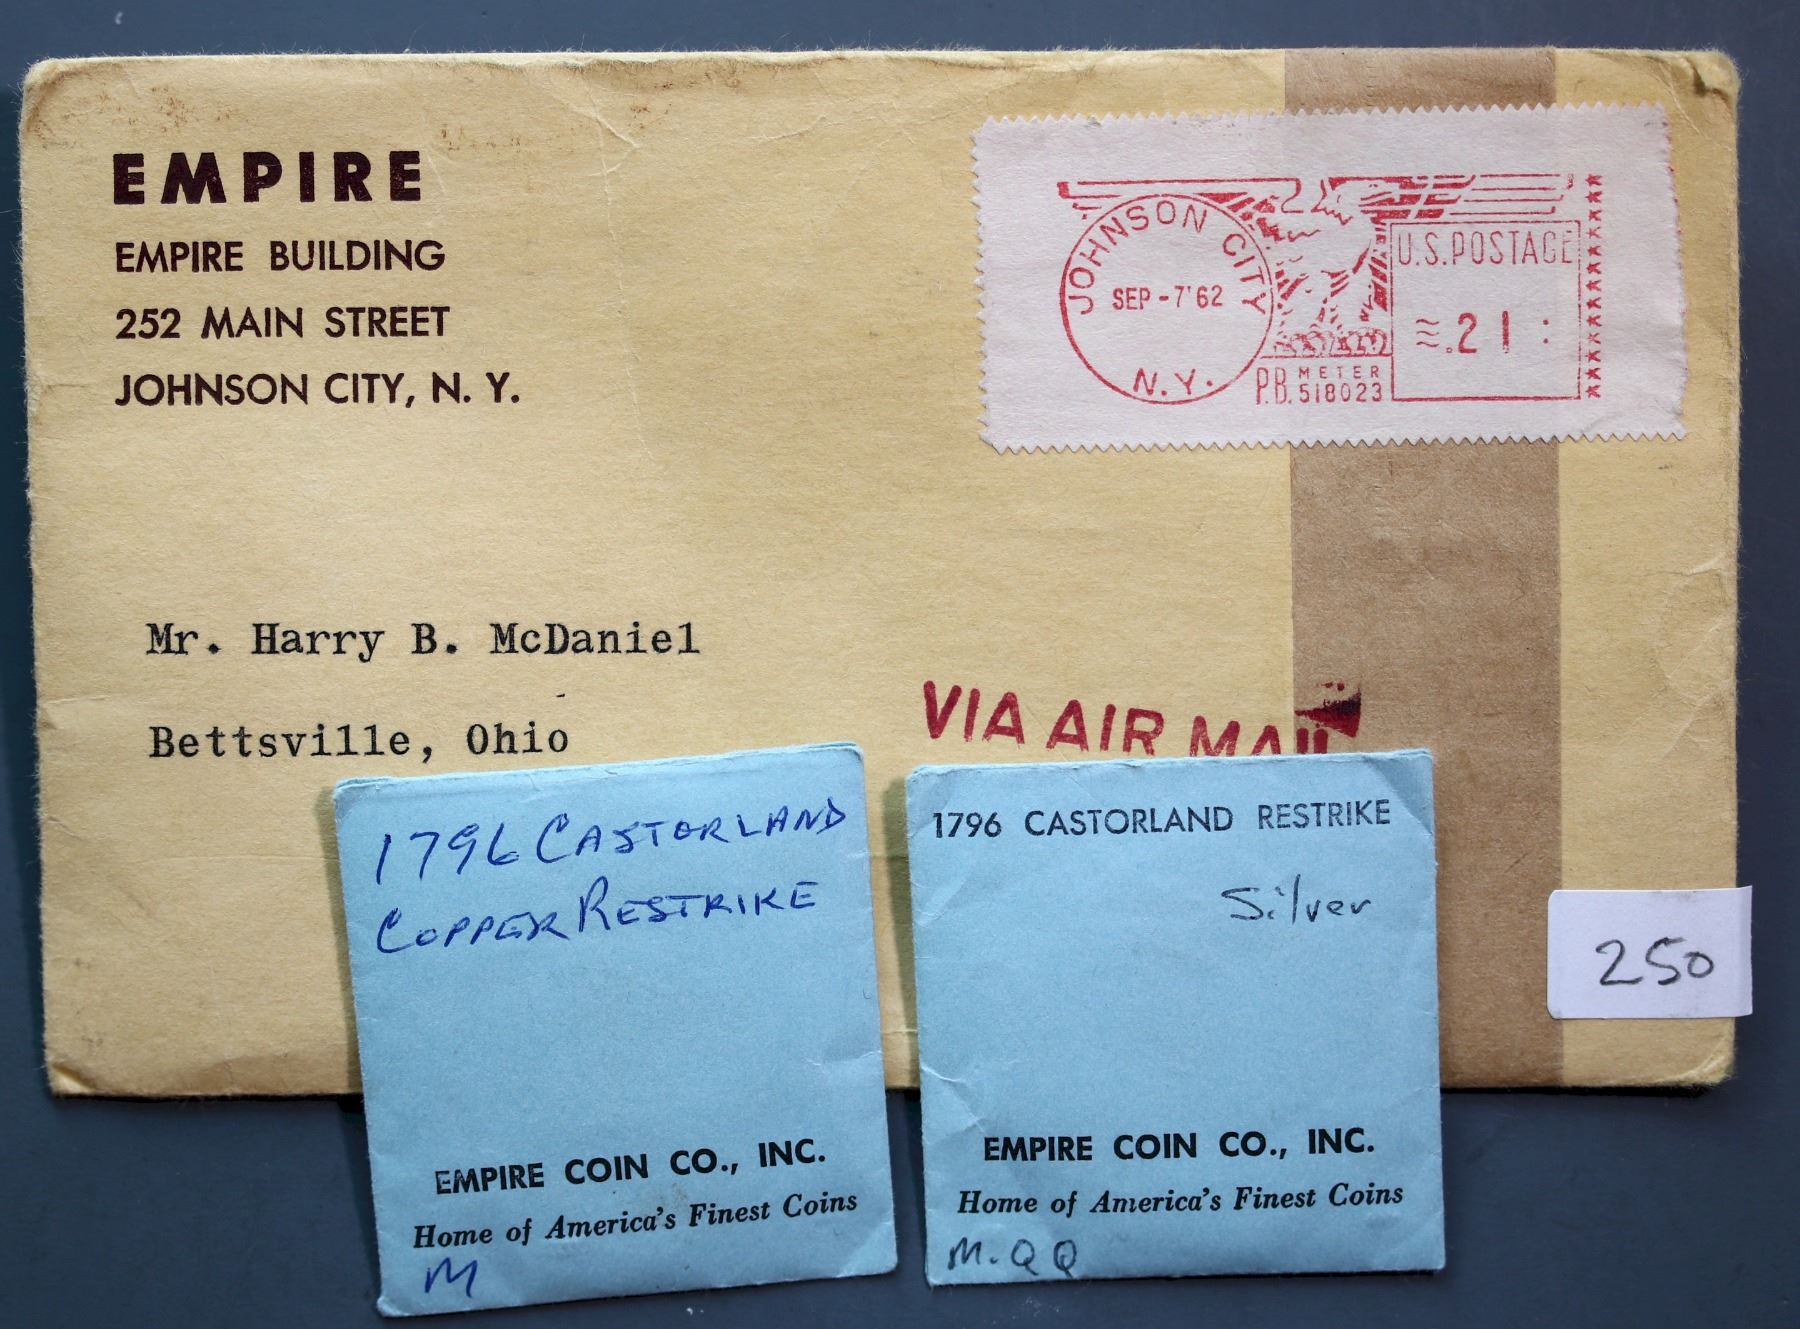 EMPIRE
EMPIRE BUILDING
252 MAIN STREET
JOHNSON CITY, N. Y.
JOHNSON CITY
SEP -7'62
N.Y.
P.B. METER
518023
U.S. POSTAGE
.21
Mr. Harry B. McDaniel
Bettsville, Ohio
VIA AIR MAIL
1796 CASTORLAND
COPPER RESTRIKE
EMPIRE COIN CO., INC.
Home of America's Finest Coins
M
1796 CASTORLAND RESTRIKE
Silver
EMPIRE COIN CO., INC.
Home of America's Finest Coins
M. QQ
250